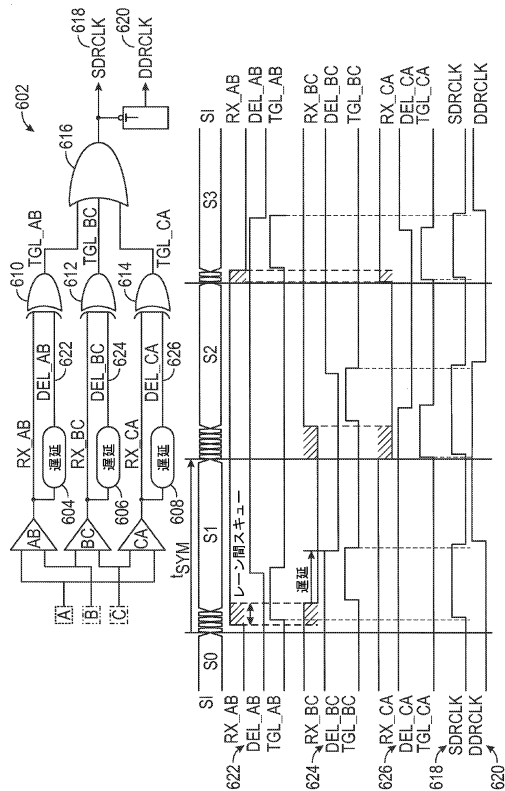 602
A
B
C
AB
BC
CA
RX_AB
遅延
604
DEL_AB
622
RX_BC
遅延
606
DEL_BC
624
RX_CA
遅延
608
DEL_CA
626
610
612
614
TGL_AB
TGL_BC
TGL_CA
616
618
SDRCLK
620
DDRCLK
tSYM
SI
S0
S1
S2
S3
SI
622
RX_AB
レーン間スキュー
RX_AB
DEL_AB
DEL_AB
TGL_AB
TGL_AB
624
RX_BC
遅延
RX_BC
DEL_BC
DEL_BC
TGL_BC
TGL_BC
626
RX_CA
RX_CA
DEL_CA
DEL_CA
TGL_CA
TGL_CA
618
SDRCLK
SDRCLK
620
DDRCLK
DDRCLK